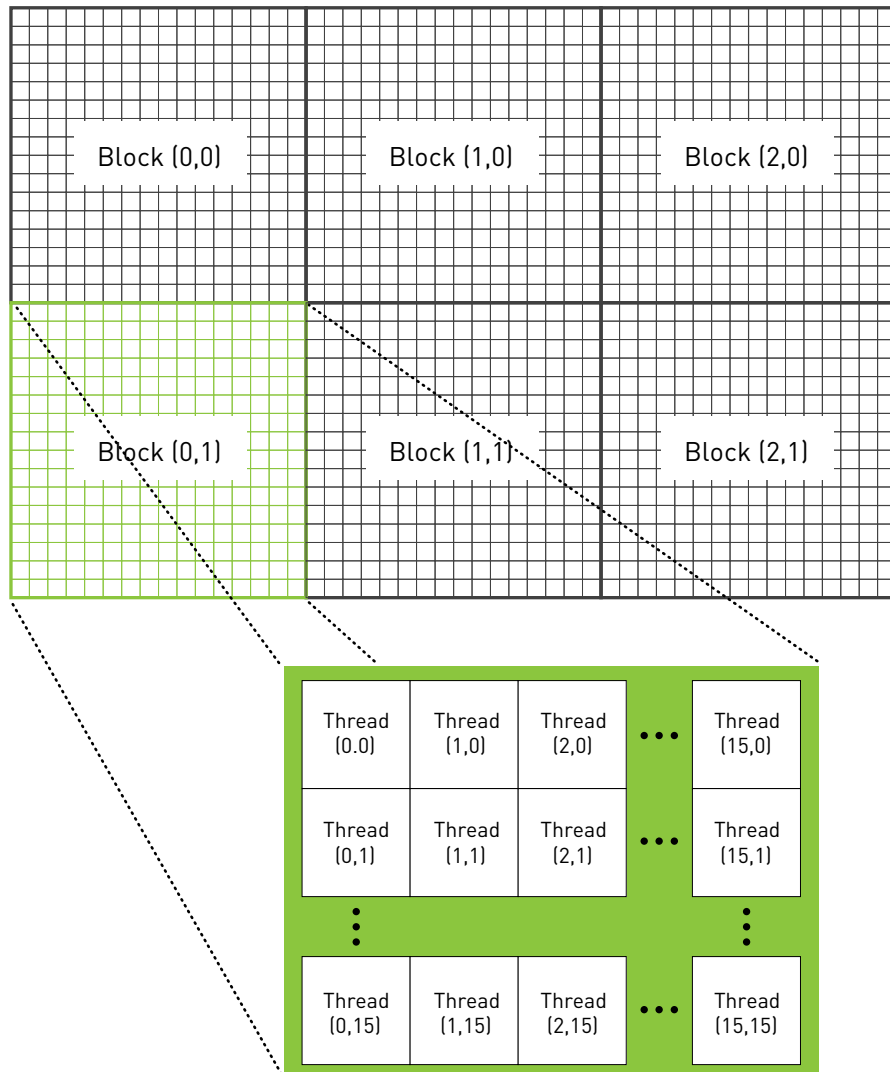 Block (0,0)
Block (1,0)
Block (2,0)
Block (0,1)
Block (1,1)
Block (2,1)
Thread
(0.0)
Thread
(1,0)
Thread
(2,0)
Thread
(15,0)
Thread
(0,1)
Thread
(1,1)
Thread
(2,1)
Thread
(15,1)
Thread
(0,15)
Thread
(1,15)
Thread
(2,15)
Thread
(15,15)